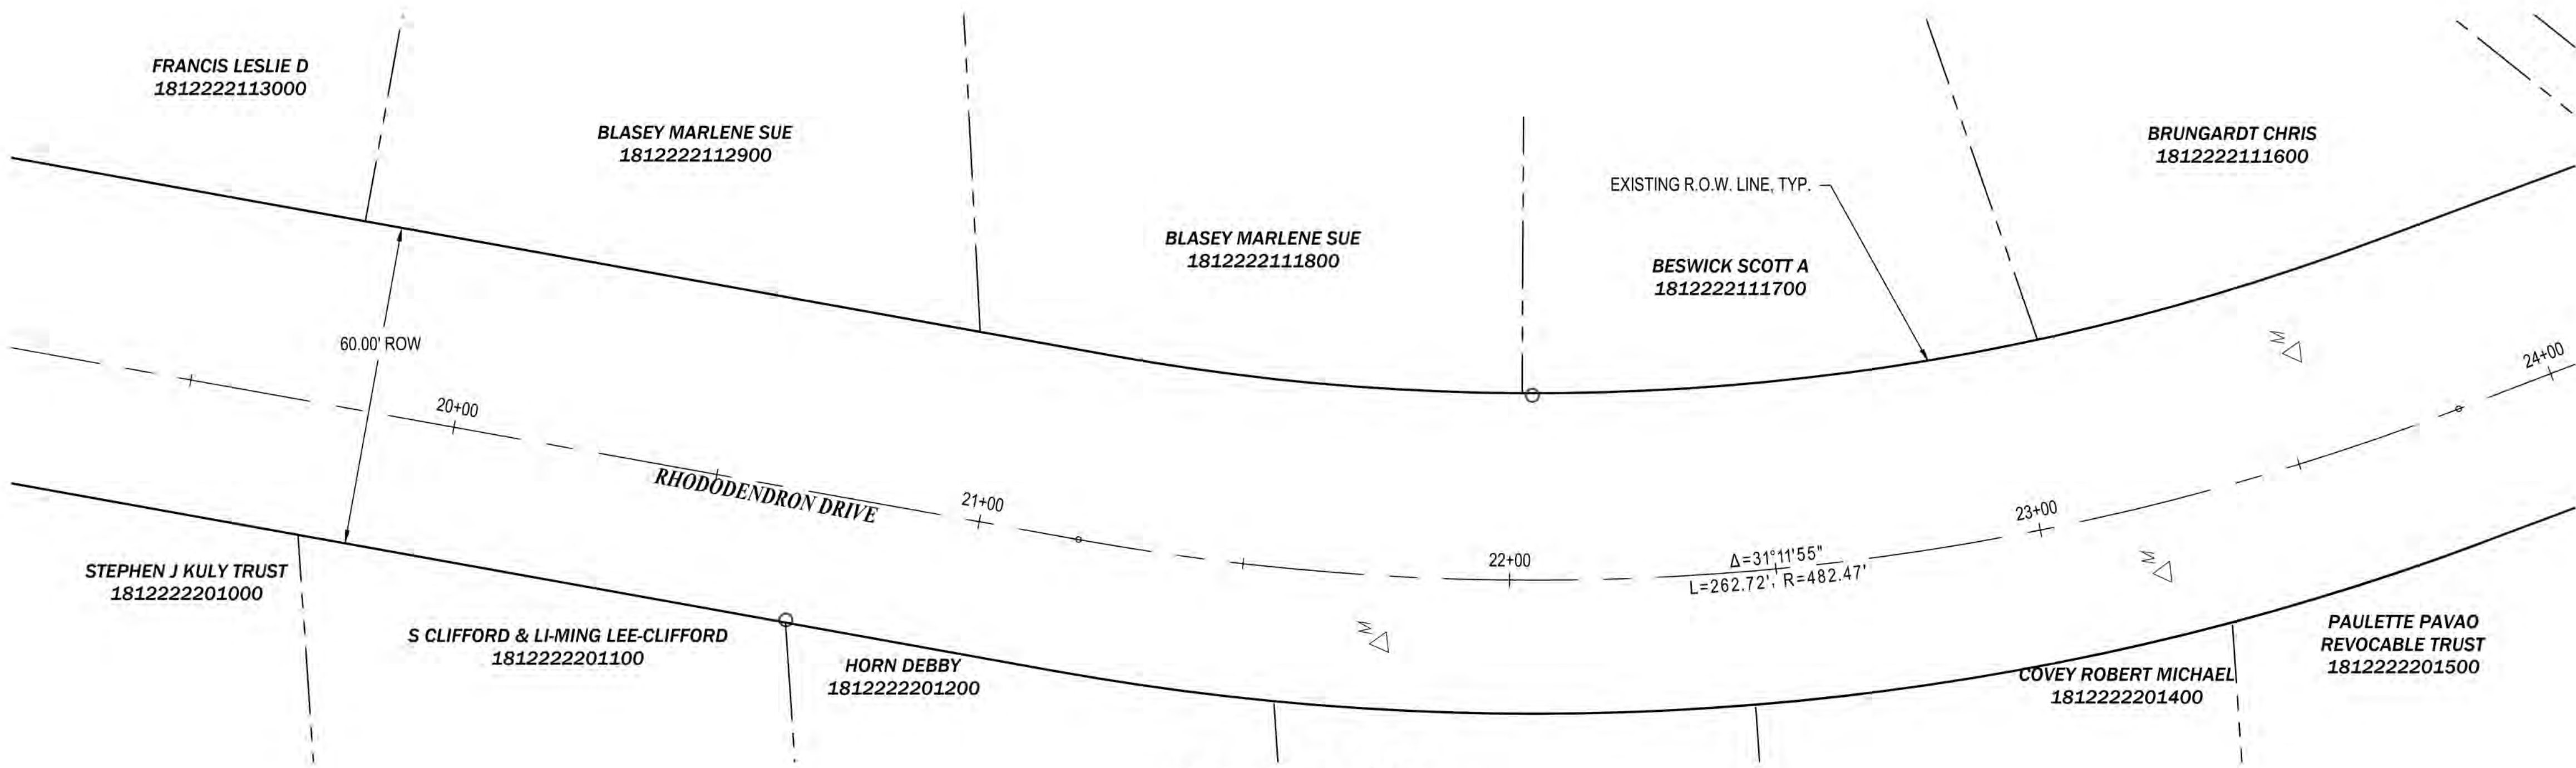 FRANCIS LESLIE D
1812222113000
BLASEY MARLENE SUE
1812222112900
BLASEY MARLENE SUE
1812222111800
EXISTING R.O.W. LINE, TYP.
BESWICK SCOTT A
1812222111700
BRUNGARDT CHRIS
1812222111600
60.00' ROW
20+00
RHODODENDRON DRIVE
21+00
22+00
Δ=31°11'55"
L=262.72', R=482.47'
23+00
24+00
M
M
M
STEPHEN J KULY TRUST
1812222201000
S CLIFFORD & LI-MING LEE-CLIFFORD
1812222201100
HORN DEBBY
1812222201200
COVEY ROBERT MICHAEL
1812222201400
PAULETTE PAVAO
REVOCABLE TRUST
1812222201500